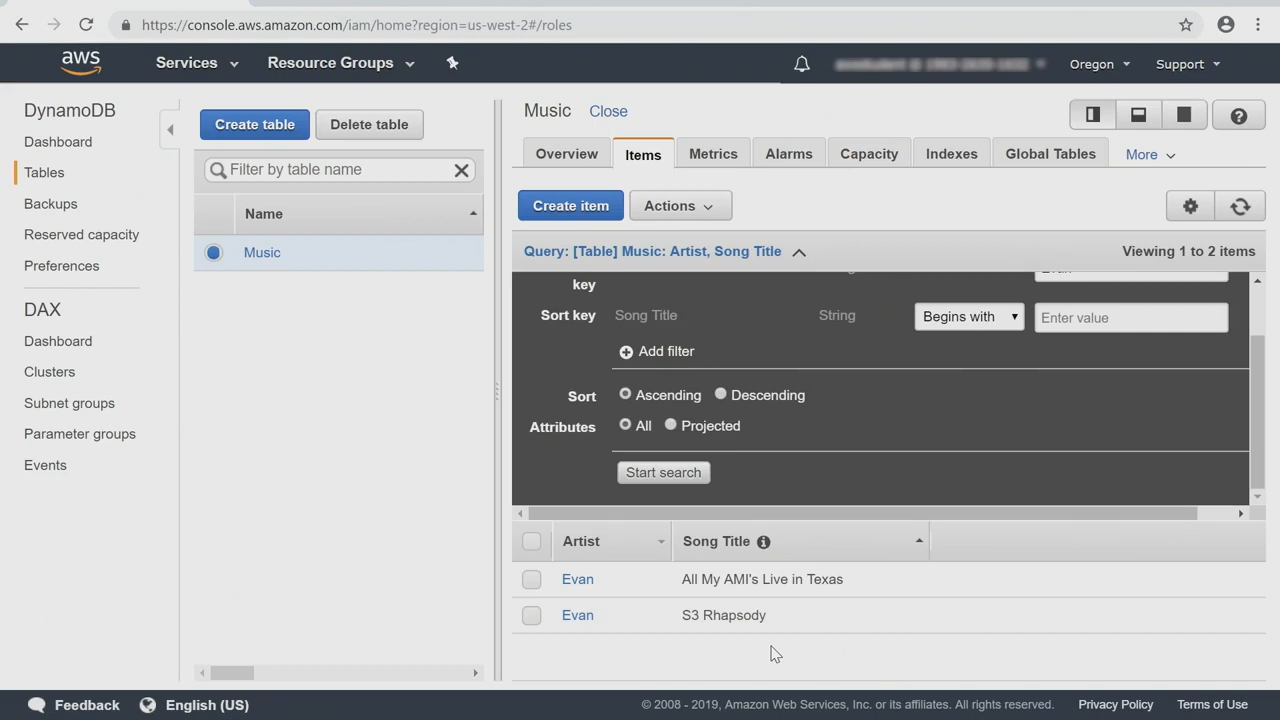 https://console.aws.amazon.com/iam/home?region=us-west-2#/roles
aws Services Resource Groups Oregon Support
DynamoDB
Dashboard
Tables
Backups
Reserved capacity
Preferences
DAX
Dashboard
Clusters
Subnet groups
Parameter groups
Events
Create table Delete table
Filter by table name
Name
Music
Music Close
Overview Items Metrics Alarms Capacity Indexes Global Tables More
Create item Actions
Query: [Table] Music: Artist, Song Title Viewing 1 to 2 items
key Evan
Sort key Song Title String Begins with Enter value
Add filter
Sort Ascending Descending
Attributes All Projected
Start search
Artist Song Title
Evan All My AMI's Live in Texas
Evan S3 Rhapsody
Feedback English (US) © 2008 - 2019, Amazon Web Services, Inc. or its affiliates. All rights reserved. Privacy Policy Terms of Use